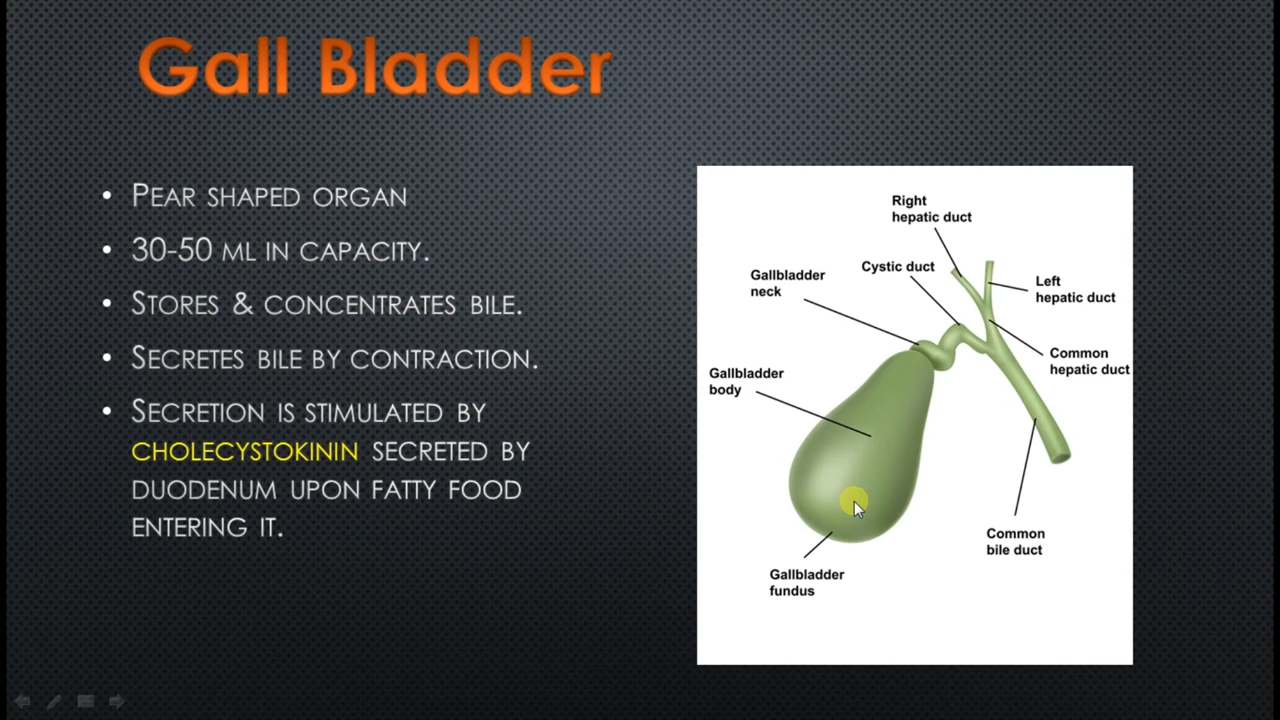 Gall Bladder
• Pear shaped organ
• 30-50 ml in capacity.
• Stores & concentrates bile.
• Secretes bile by contraction.
• Secretion is stimulated by
cholecystokinin secreted by
duodenum upon fatty food
entering it.
Right
hepatic duct
Cystic duct
Gallbladder
neck
Left
hepatic duct
Common
hepatic duct
Gallbladder
body
Common
bile duct
Gallbladder
fundus